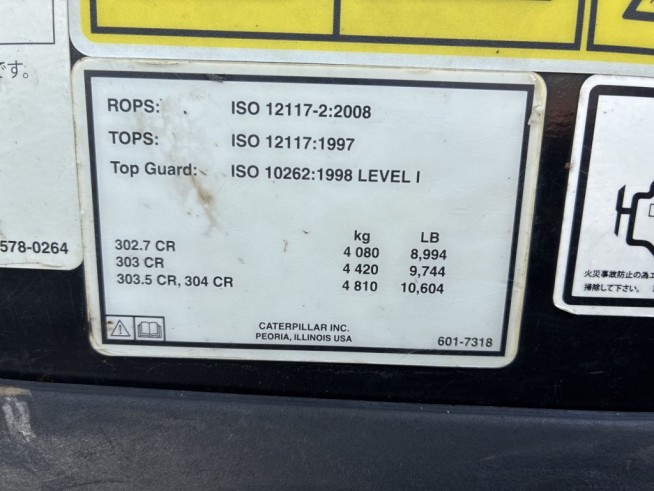 です。
578-0264
ROPS: ISO 12117-2:2008
TOPS: ISO 12117:1997
Top Guard: ISO 10262:1998 LEVEL I
kg LB
302.7 CR 4 080 8,994
303 CR 4 420 9,744
303.5 CR, 304 CR 4 810 10,604
CATERPILLAR INC.
PEORIA, ILLINOIS USA
601-7318
火災事故防止の為エ
掃除して下さい。